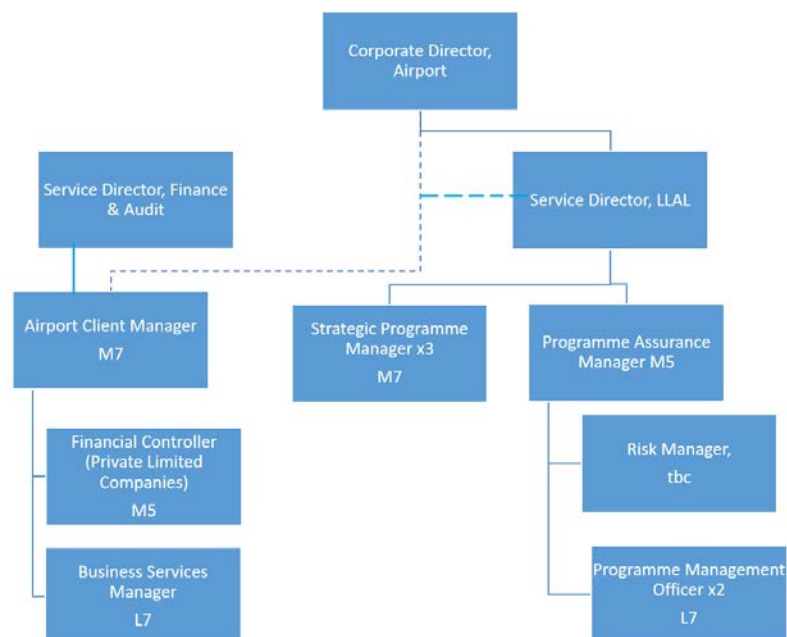 Corporate Director,
Airport
Service Director, Finance
& Audit
Service Director, LLAL
Airport Client Manager
M7
Strategic Programme
Manager x3
M7
Programme Assurance
Manager M5
Financial Controller
(Private Limited
Companies)
M5
Risk Manager,
tbc
Business Services
Manager
L7
Programme Management
Officer x2
L7